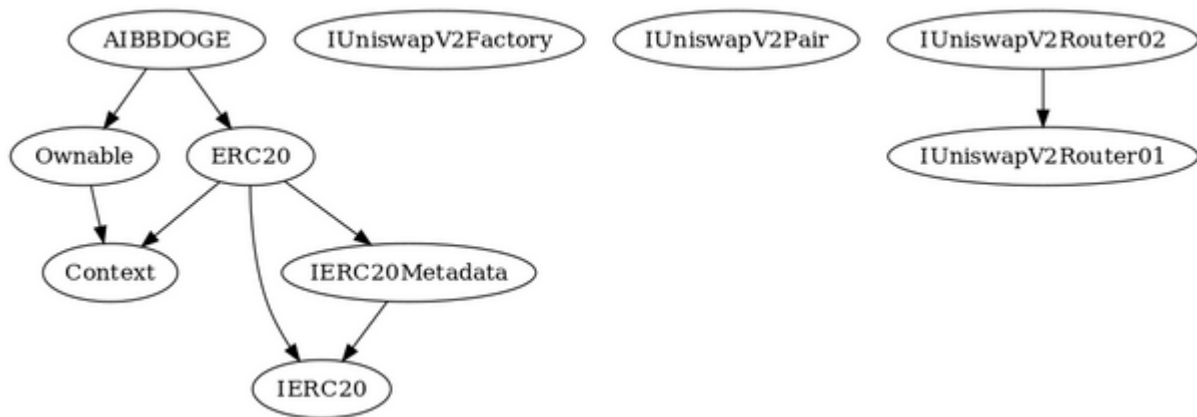 AIBBDOGE
IUniswapV2Factory
IUniswapV2Pair
IUniswapV2Router02
Ownable
ERC20
IUniswapV2Router01
Context
IERC20Metadata
IERC20